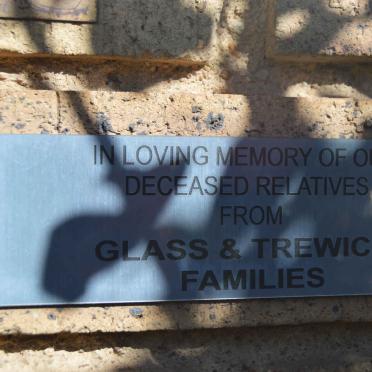 IN LOVING MEMORY OF
DECEASED RELATIVES
FROM
GLASS & TREWIC
FAMILIES